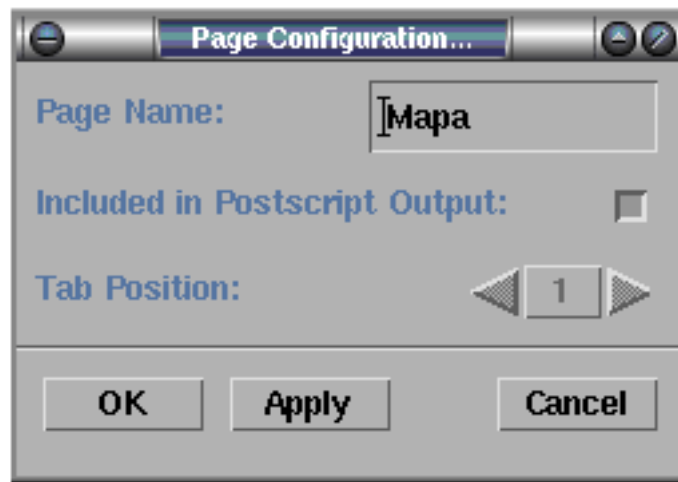 Page Configuration...
Page Name: Mapa
Included in Postscript Output:
Tab Position: 1
OK Apply Cancel